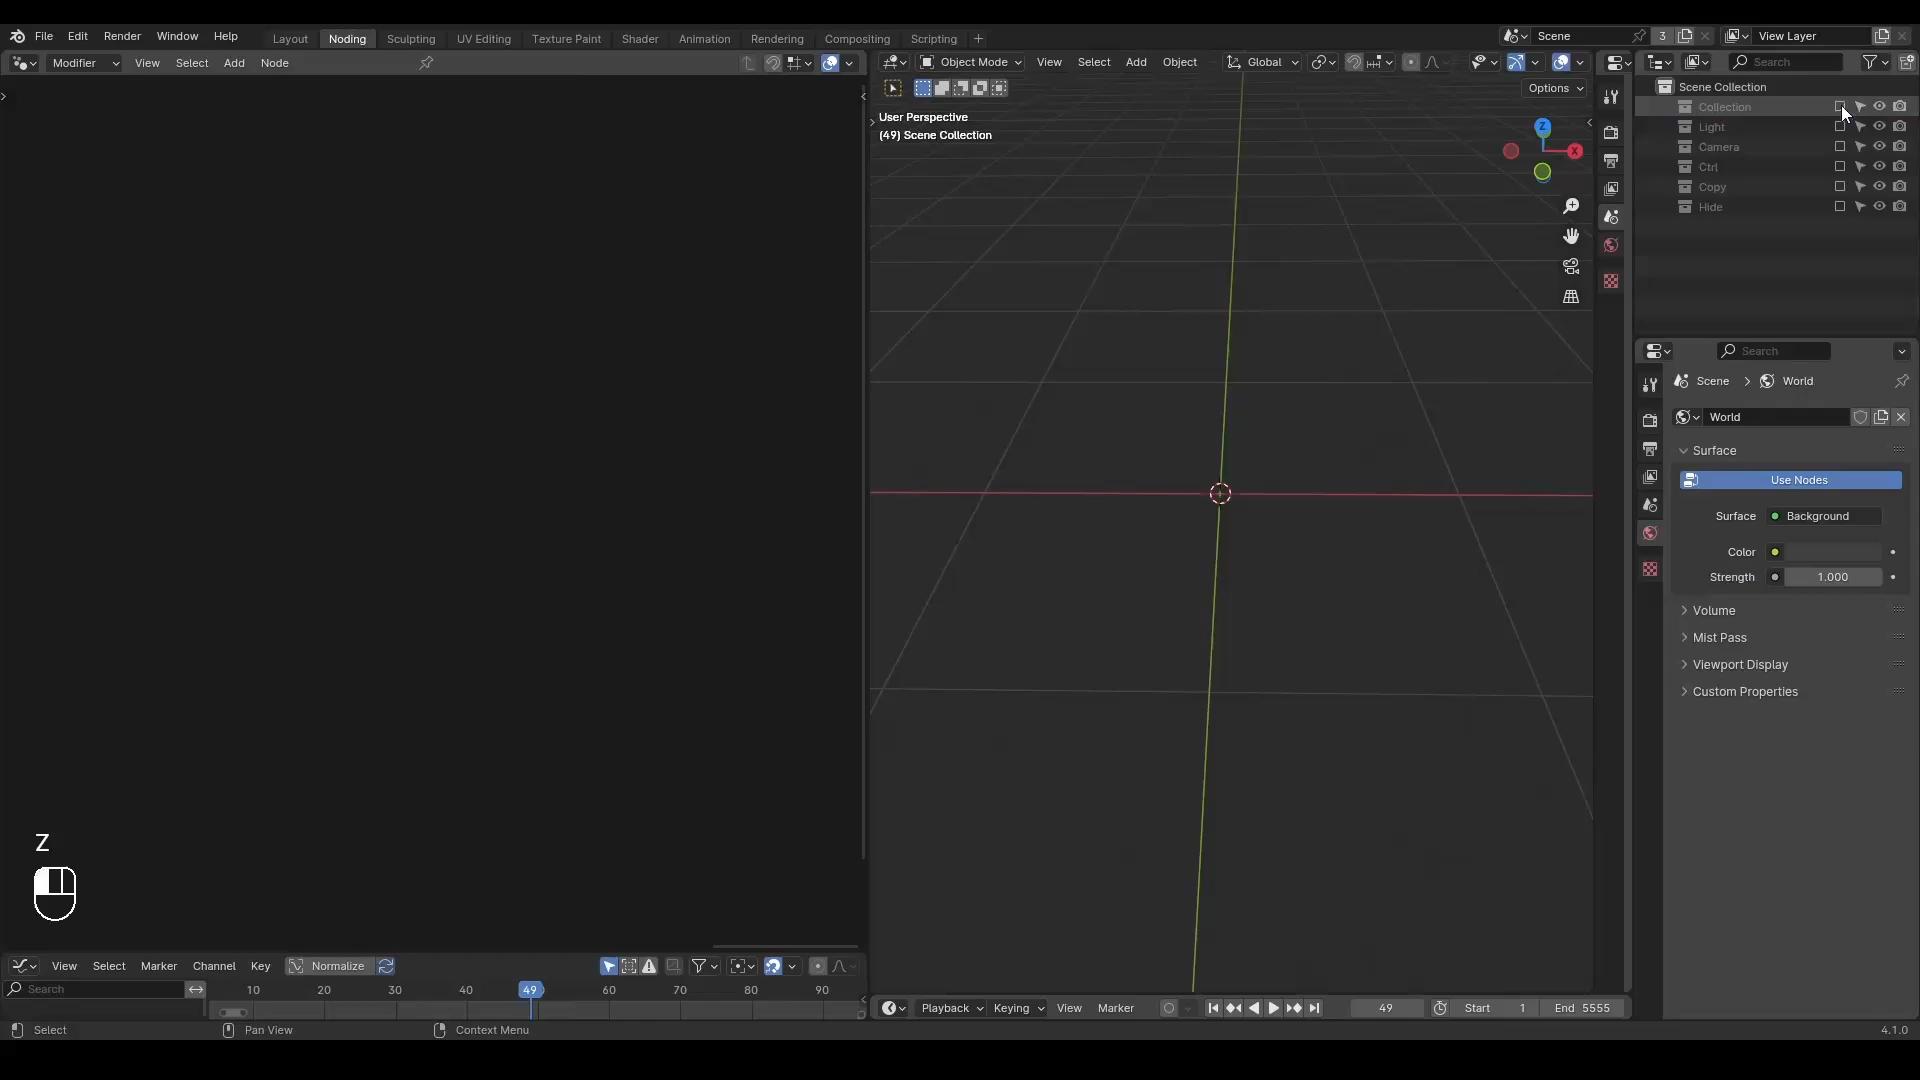 File Edit Render Window Help
Layout Noding Sculpting UV Editing Texture Paint Shader Animation Rendering Compositing Scripting +
Scene 3 View Layer
Modifier View Select Add Node
Object Mode View Select Add Object Global
Search
Options
User Perspective
(49) Scene Collection
Z
X
Scene Collection
Collection
Light
Camera
Ctrl
Copy
Hide
Search
Scene > World
World
Surface
Use Nodes
Surface Background
Color
Strength 1.000
Volume
Mist Pass
Viewport Display
Custom Properties
Z
View Select Marker Channel Key Normalize
Search
10 20 30 40 49 60 70 80 90
Playback Keying View Marker 49 Start 1 End 5555
Select Pan View Context Menu 4.1.0